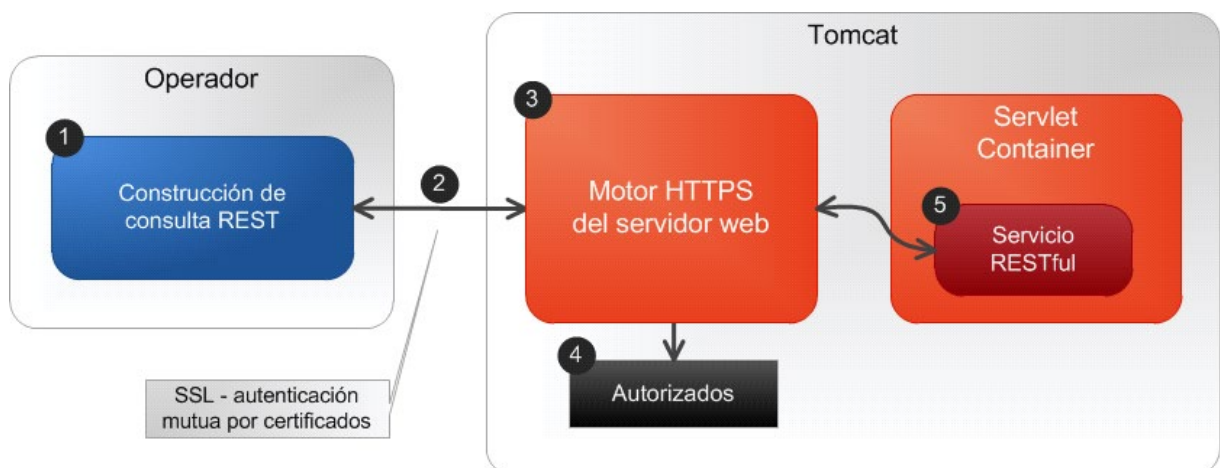 Operador
1
Construcción de
consulta REST
2
SSL - autenticación
mutua por certificados
Tomcat
3
Motor HTTPS
del servidor web
4
Autorizados
Servlet
Container
5
Servicio
RESTful